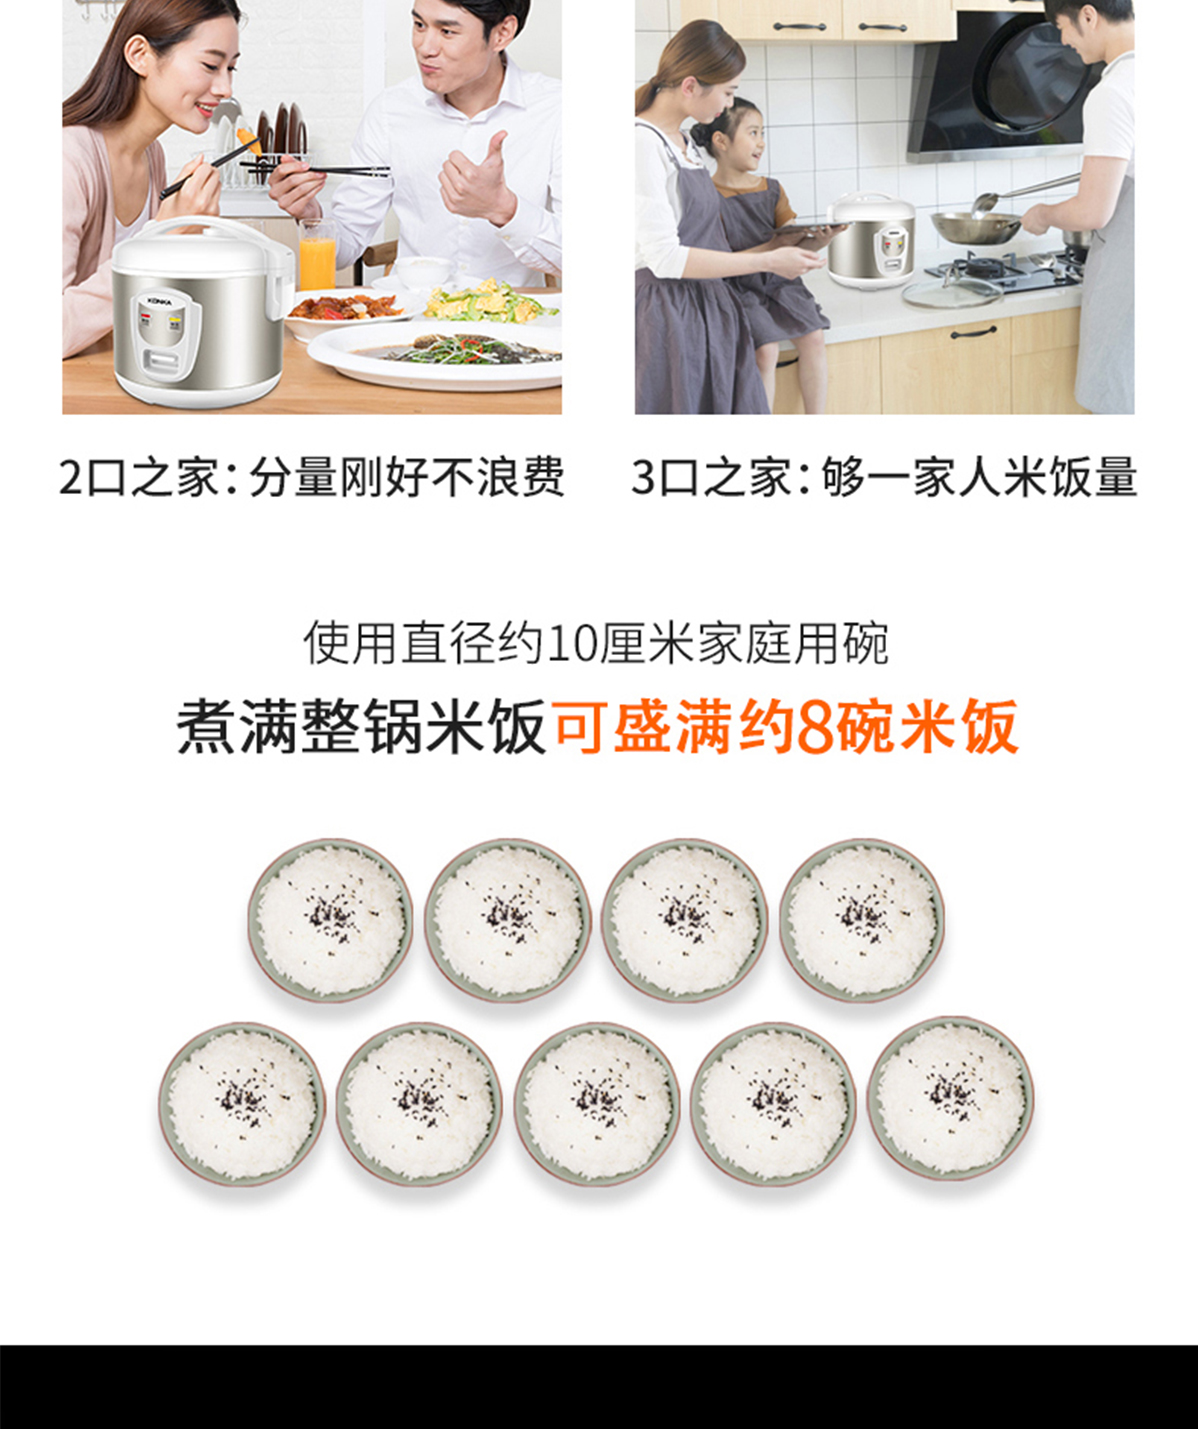 KONKA
2口之家：分量刚好不浪费
3口之家：够一家人米饭量
使用直径约10厘米家庭用碗
煮满整锅米饭可盛满约8碗米饭